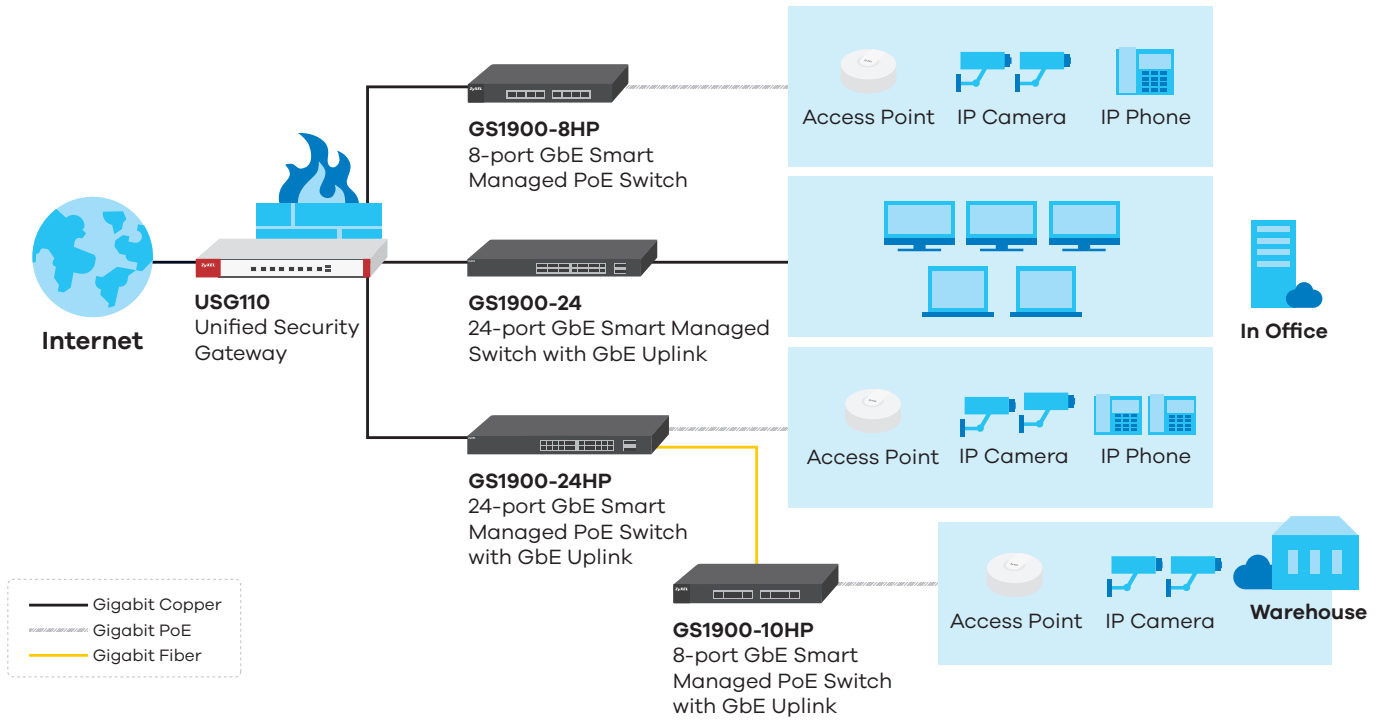 Access Point
IP Camera
IP Phone
ZyXEL
GS1900-8HP
8-port GbE Smart
Managed PoE Switch
Internet
ZyXEL
USG110
Unified Security
Gateway
GS1900-24
24-port GbE Smart Managed
Switch with GbE Uplink
In Office
Access Point
IP Camera
IP Phone
GS1900-24HP
24-port GbE Smart
Managed PoE Switch
with GbE Uplink
Access Point
IP Camera
Warehouse
ZyXEL
GS1900-10HP
8-port GbE Smart
Managed PoE Switch
with GbE Uplink
Gigabit Copper
Gigabit PoE
Gigabit Fiber